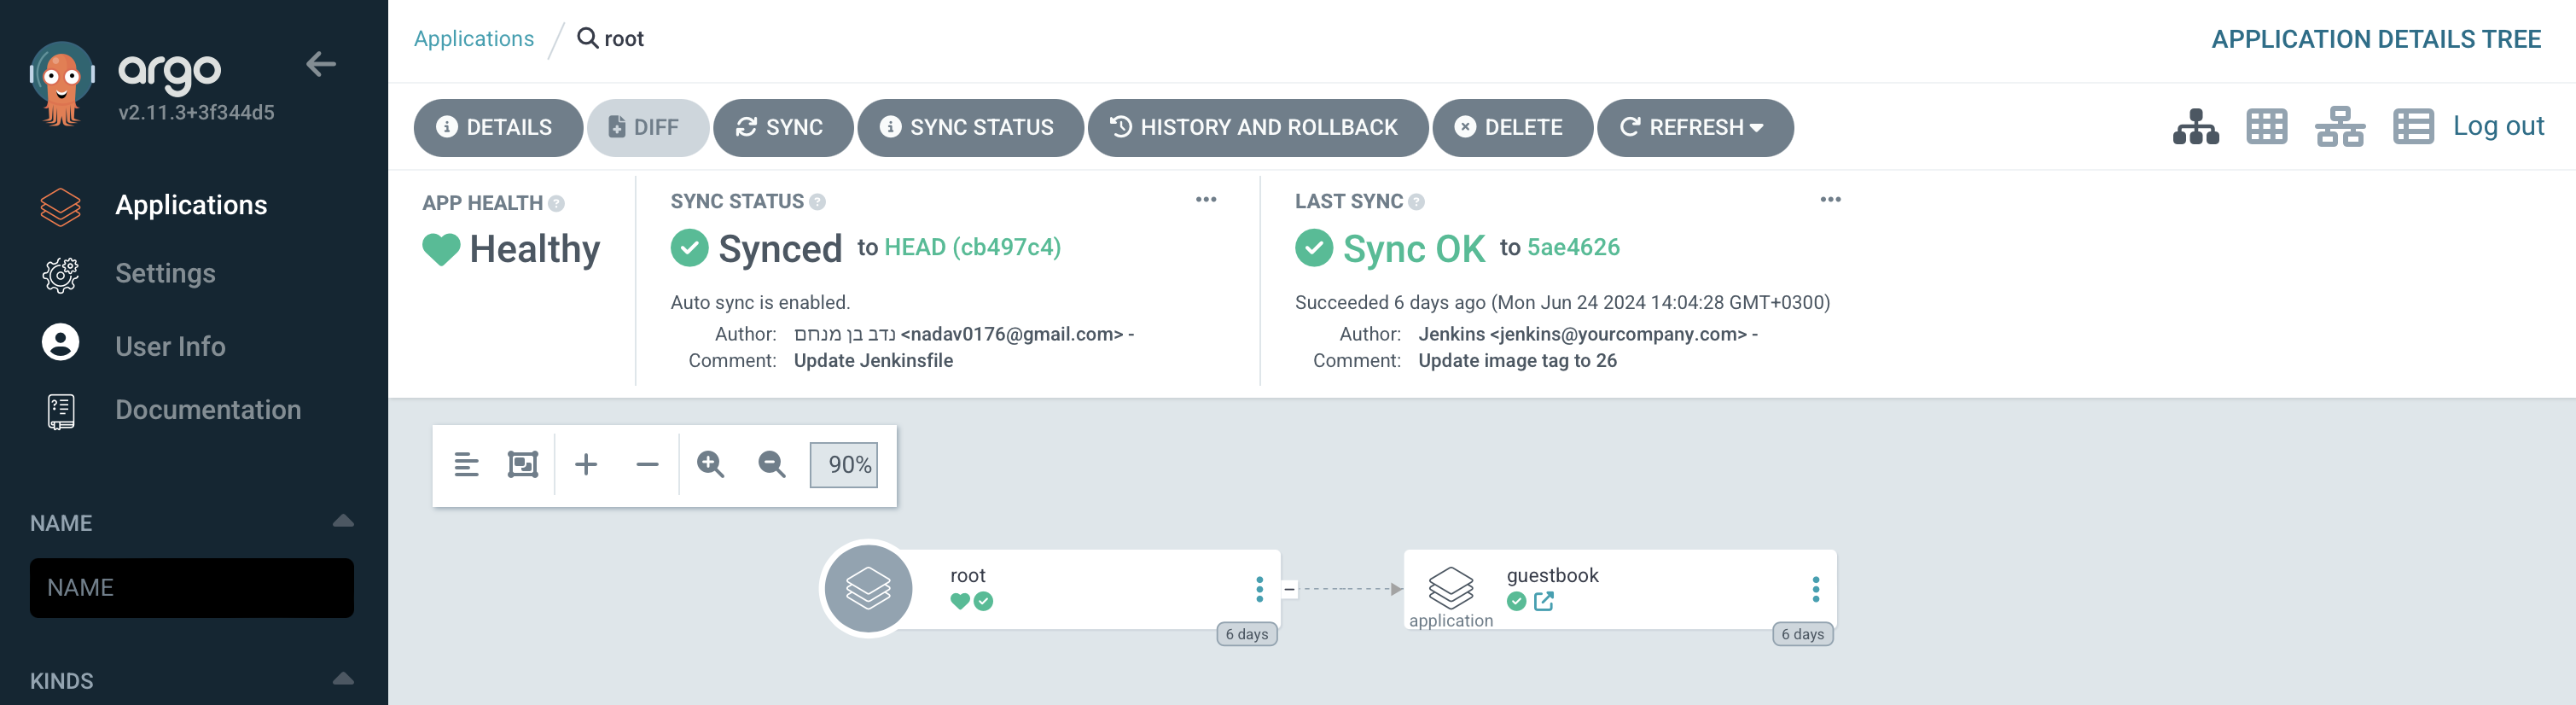 argo
v2.11.3+3f344d5
Applications
Settings
User Info
Documentation
NAME
NAME
KINDS
Applications / root
APPLICATION DETAILS TREE
DETAILS
DIFF
SYNC
SYNC STATUS
HISTORY AND ROLLBACK
DELETE
REFRESH
Log out
APP HEALTH ?
Healthy
SYNC STATUS ?
Synced to HEAD (cb497c4)
Auto sync is enabled.
Author: נדב בן מנחם <nadav0176@gmail.com> -
Comment: Update Jenkinsfile
LAST SYNC ?
Sync OK to 5ae4626
Succeeded 6 days ago (Mon Jun 24 2024 14:04:28 GMT+0300)
Author: Jenkins <jenkins@yourcompany.com> -
Comment: Update image tag to 26
90%
root
6 days
guestbook
application
6 days